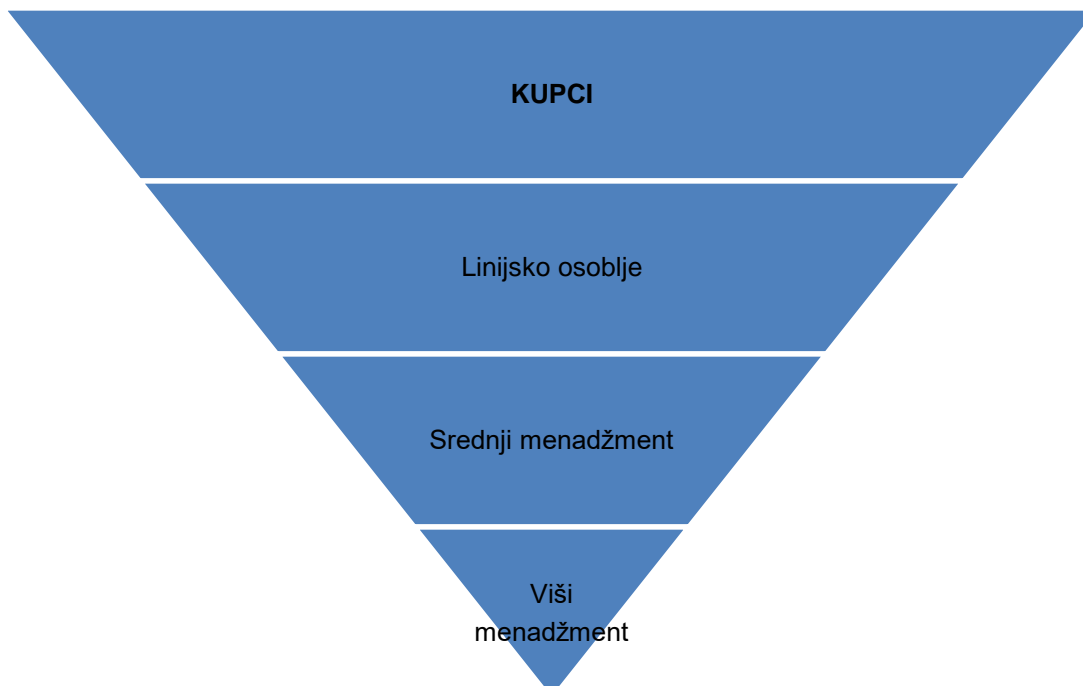 KUPCI
Linijsko osoblje
Srednji menadžment
Viši
menadžment